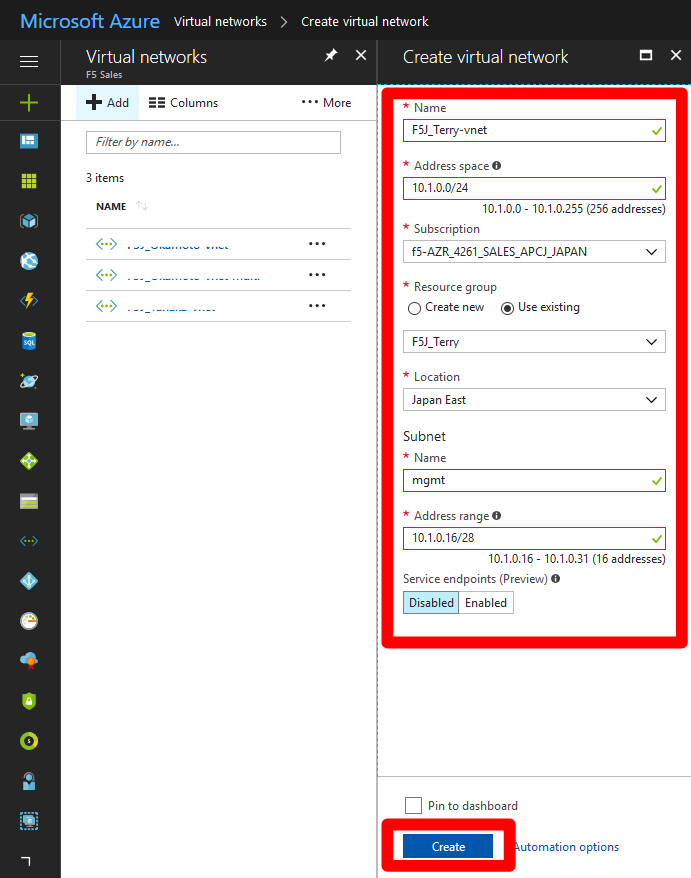 Microsoft Azure Virtual networks > Create virtual network
Virtual networks
F5 Sales
Add Columns ••• More
Filter by name...
3 items
NAME
Create virtual network
* Name
F5J_Terry-vnet
* Address space
10.1.0.0/24
10.1.0.0 - 10.1.0.255 (256 addresses)
* Subscription
f5-AZR_4261_SALES_APCJ_JAPAN
* Resource group
Create new Use existing
F5J_Terry
* Location
Japan East
Subnet
* Name
mgmt
* Address range
10.1.0.16/28
10.1.0.16 - 10.1.0.31 (16 addresses)
Service endpoints (Preview)
Disabled Enabled
Pin to dashboard
Create Automation options